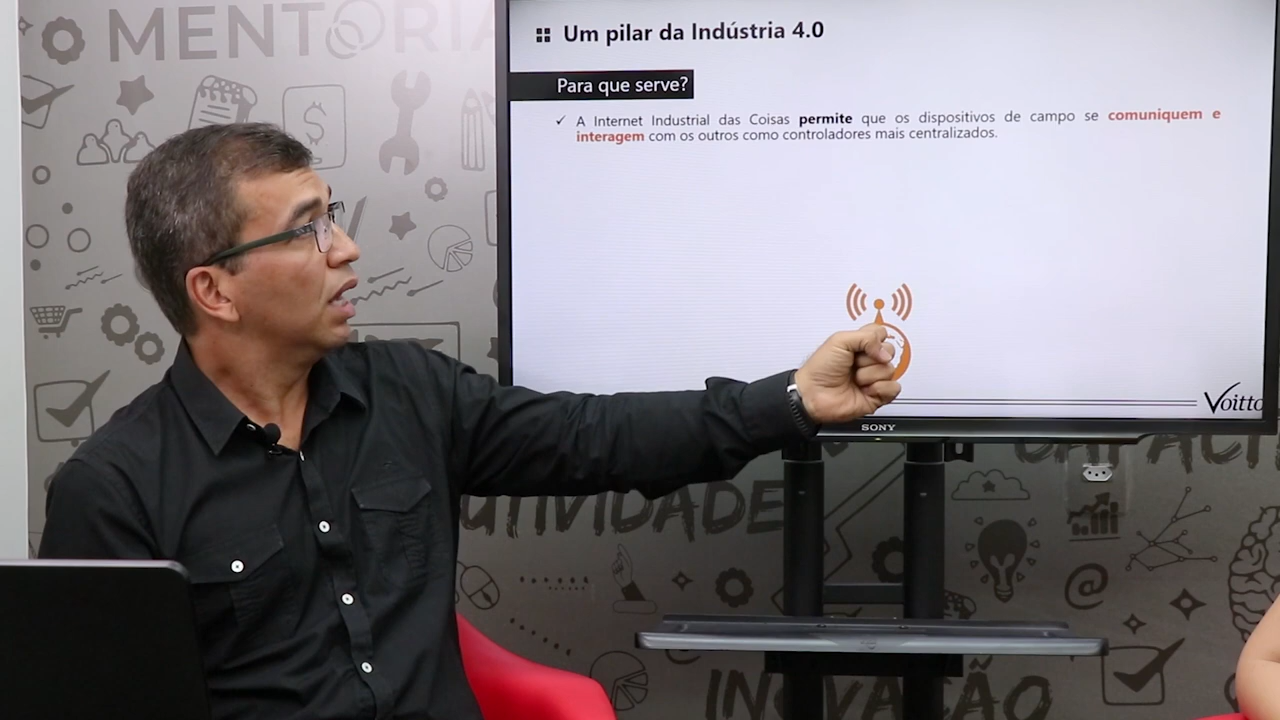 MENTORIA
Um pilar da Indústria 4.0
Para que serve?
✓ A Internet Industrial das Coisas permite que os dispositivos de campo se comuniquem e
interagem com os outros como controladores mais centralizados.
Voitto
SONY
INOVAÇÃO